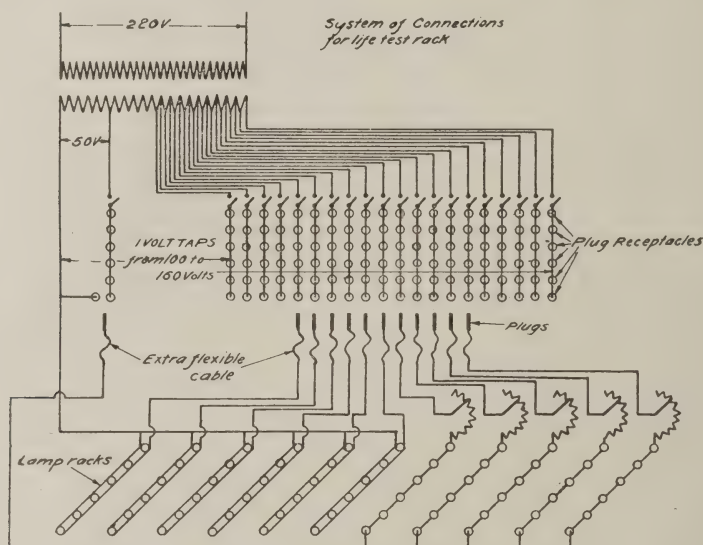 220V
System of Connections
for life test rack
50V
1 VOLT TAPS
from 100 to
160 Volts
Plug Receptacles
Plugs
Extra flexible
cable
Lamp racks